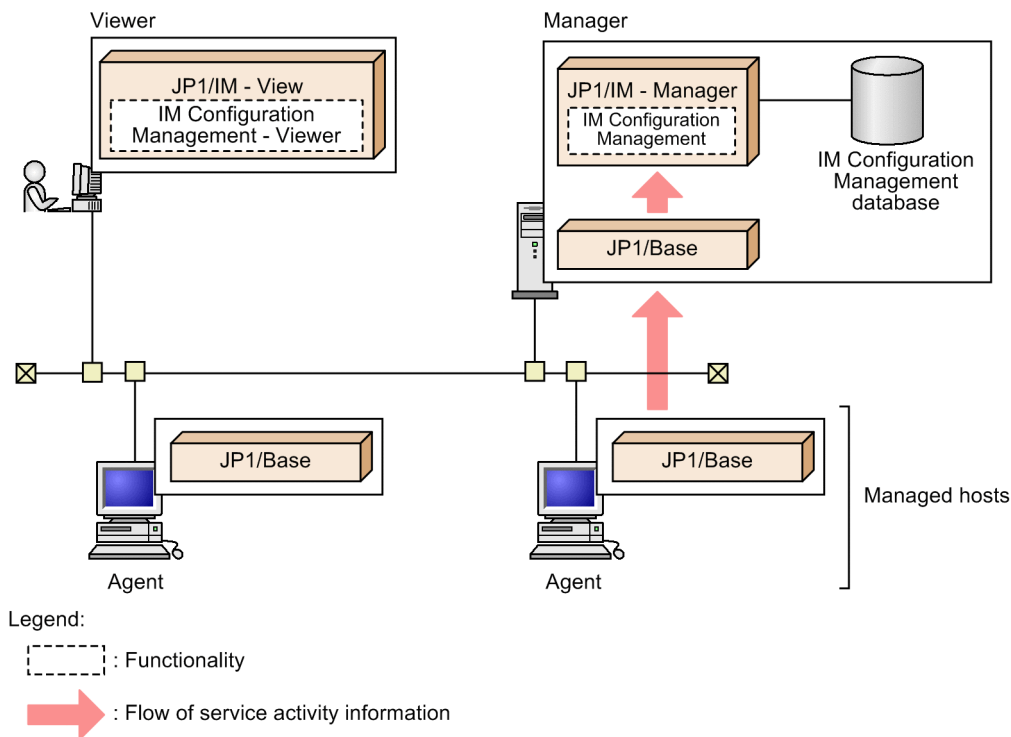 Viewer
JP1/IM - View
IM Configuration
Management - Viewer
Manager
JP1/IM - Manager
IM Configuration
Management
IM Configuration
Management
database
JP1/Base
JP1/Base
Agent
JP1/Base
Agent
Managed hosts
Legend:
: Functionality
: Flow of service activity information